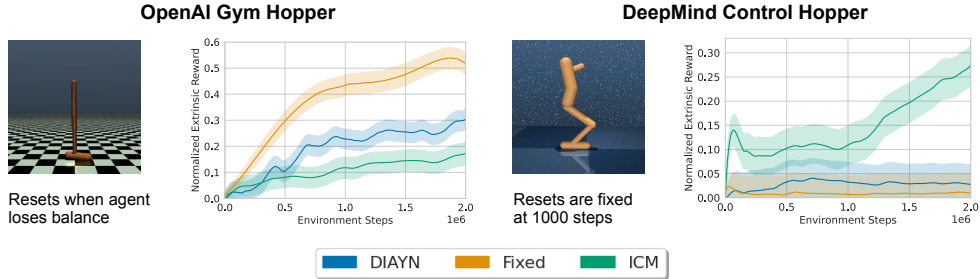 OpenAI Gym Hopper
DeepMind Control Hopper
Resets when agent
loses balance
Normalized Extrinsic Reward
0.6
0.5
0.4
0.3
0.2
0.1
0.0
0.0
0.5
1.0
1.5
2.0
1e6
Environment Steps
Resets are fixed
at 1000 steps
Normalized Extrinsic Reward
0.30
0.25
0.20
0.15
0.10
0.05
0.00
0.0
0.5
1.0
1.5
2.0
1e6
Environment Steps
DIAYN
Fixed
ICM